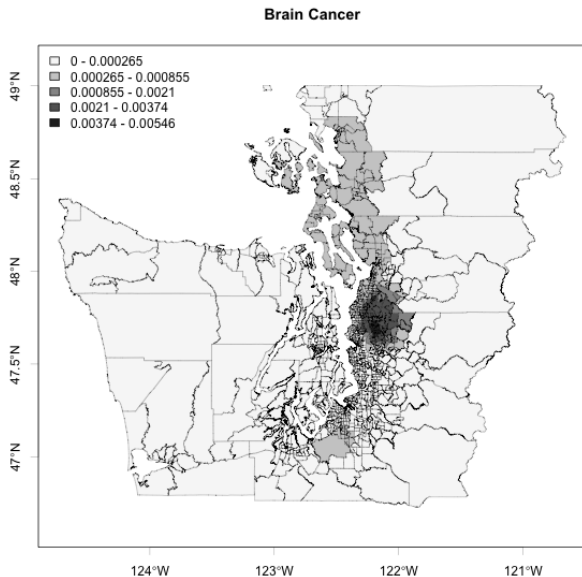 Brain Cancer
0 - 0.000265
0.000265 - 0.000855
0.000855 - 0.0021
0.0021 - 0.00374
0.00374 - 0.00546
49°N
48.5°N
48°N
47.5°N
47°N
124°W
123°W
122°W
121°W